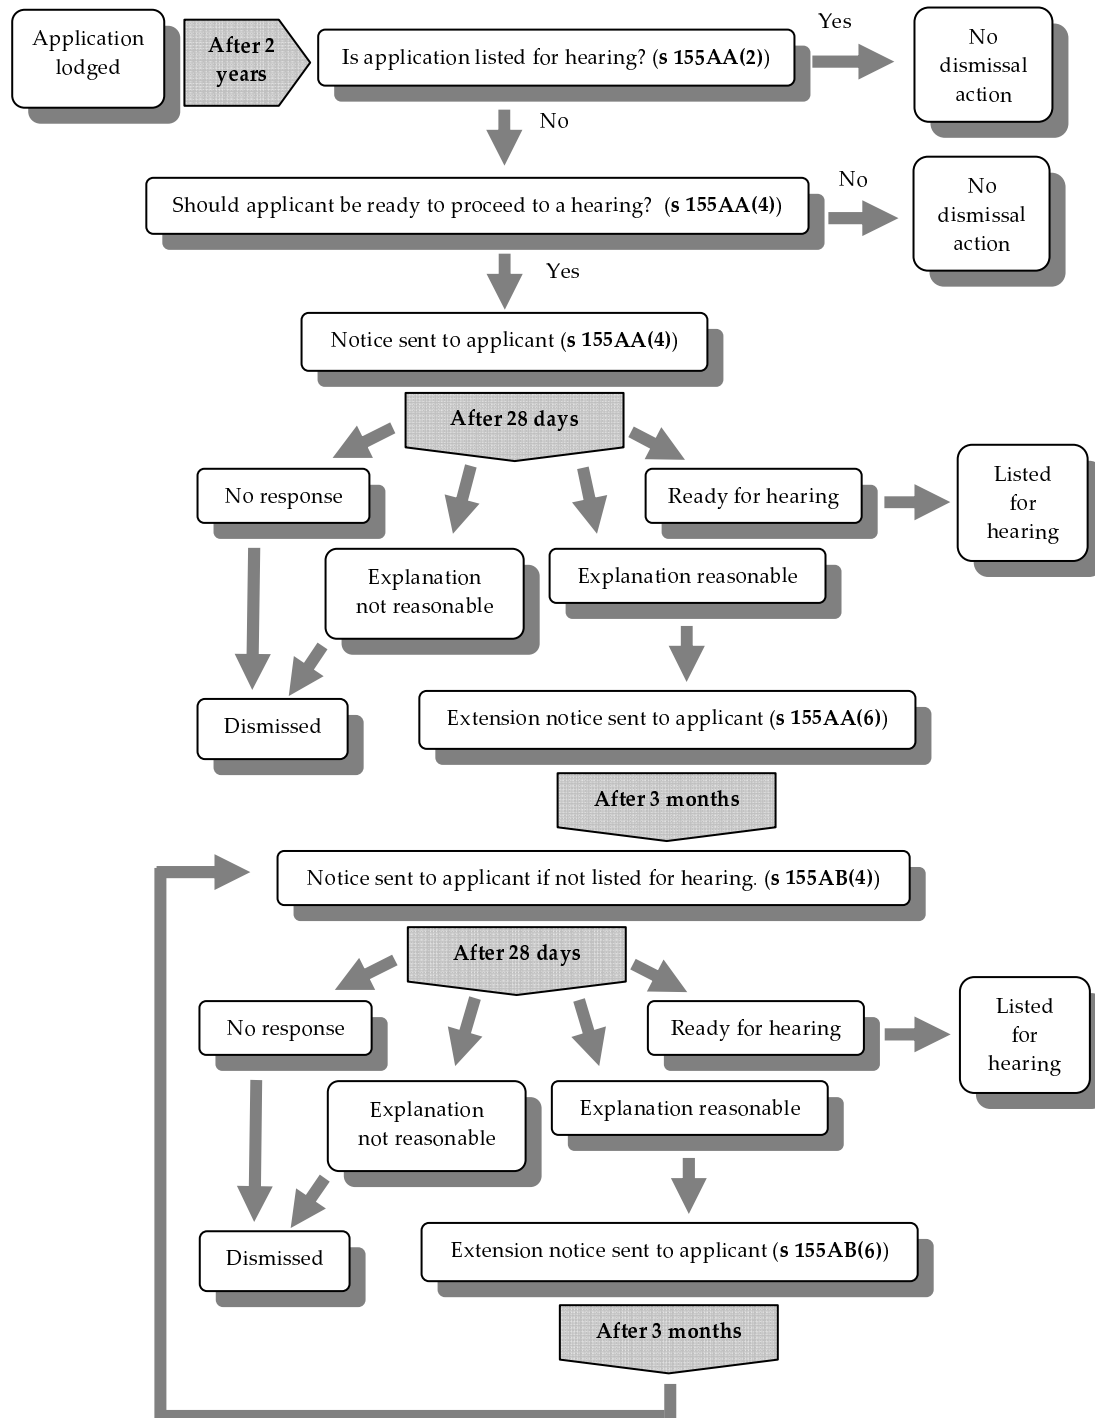 Application
lodged
After 2
years
Is application listed for hearing? (s 155AA(2))
Yes
No
dismissal
action
No
Should applicant be ready to proceed to a hearing?  (s 155AA(4))
No
No
dismissal
action
Yes
Notice sent to applicant (s 155AA(4))
After 28 days
No response
Ready for hearing
Listed
for
hearing
Explanation
not reasonable
Explanation reasonable
Dismissed
Extension notice sent to applicant (s 155AA(6))
After 3 months
Notice sent to applicant if not listed for hearing. (s 155AB(4))
After 28 days
No response
Ready for hearing
Listed
for
hearing
Explanation
not reasonable
Explanation reasonable
Dismissed
Extension notice sent to applicant (s 155AB(6))
After 3 months